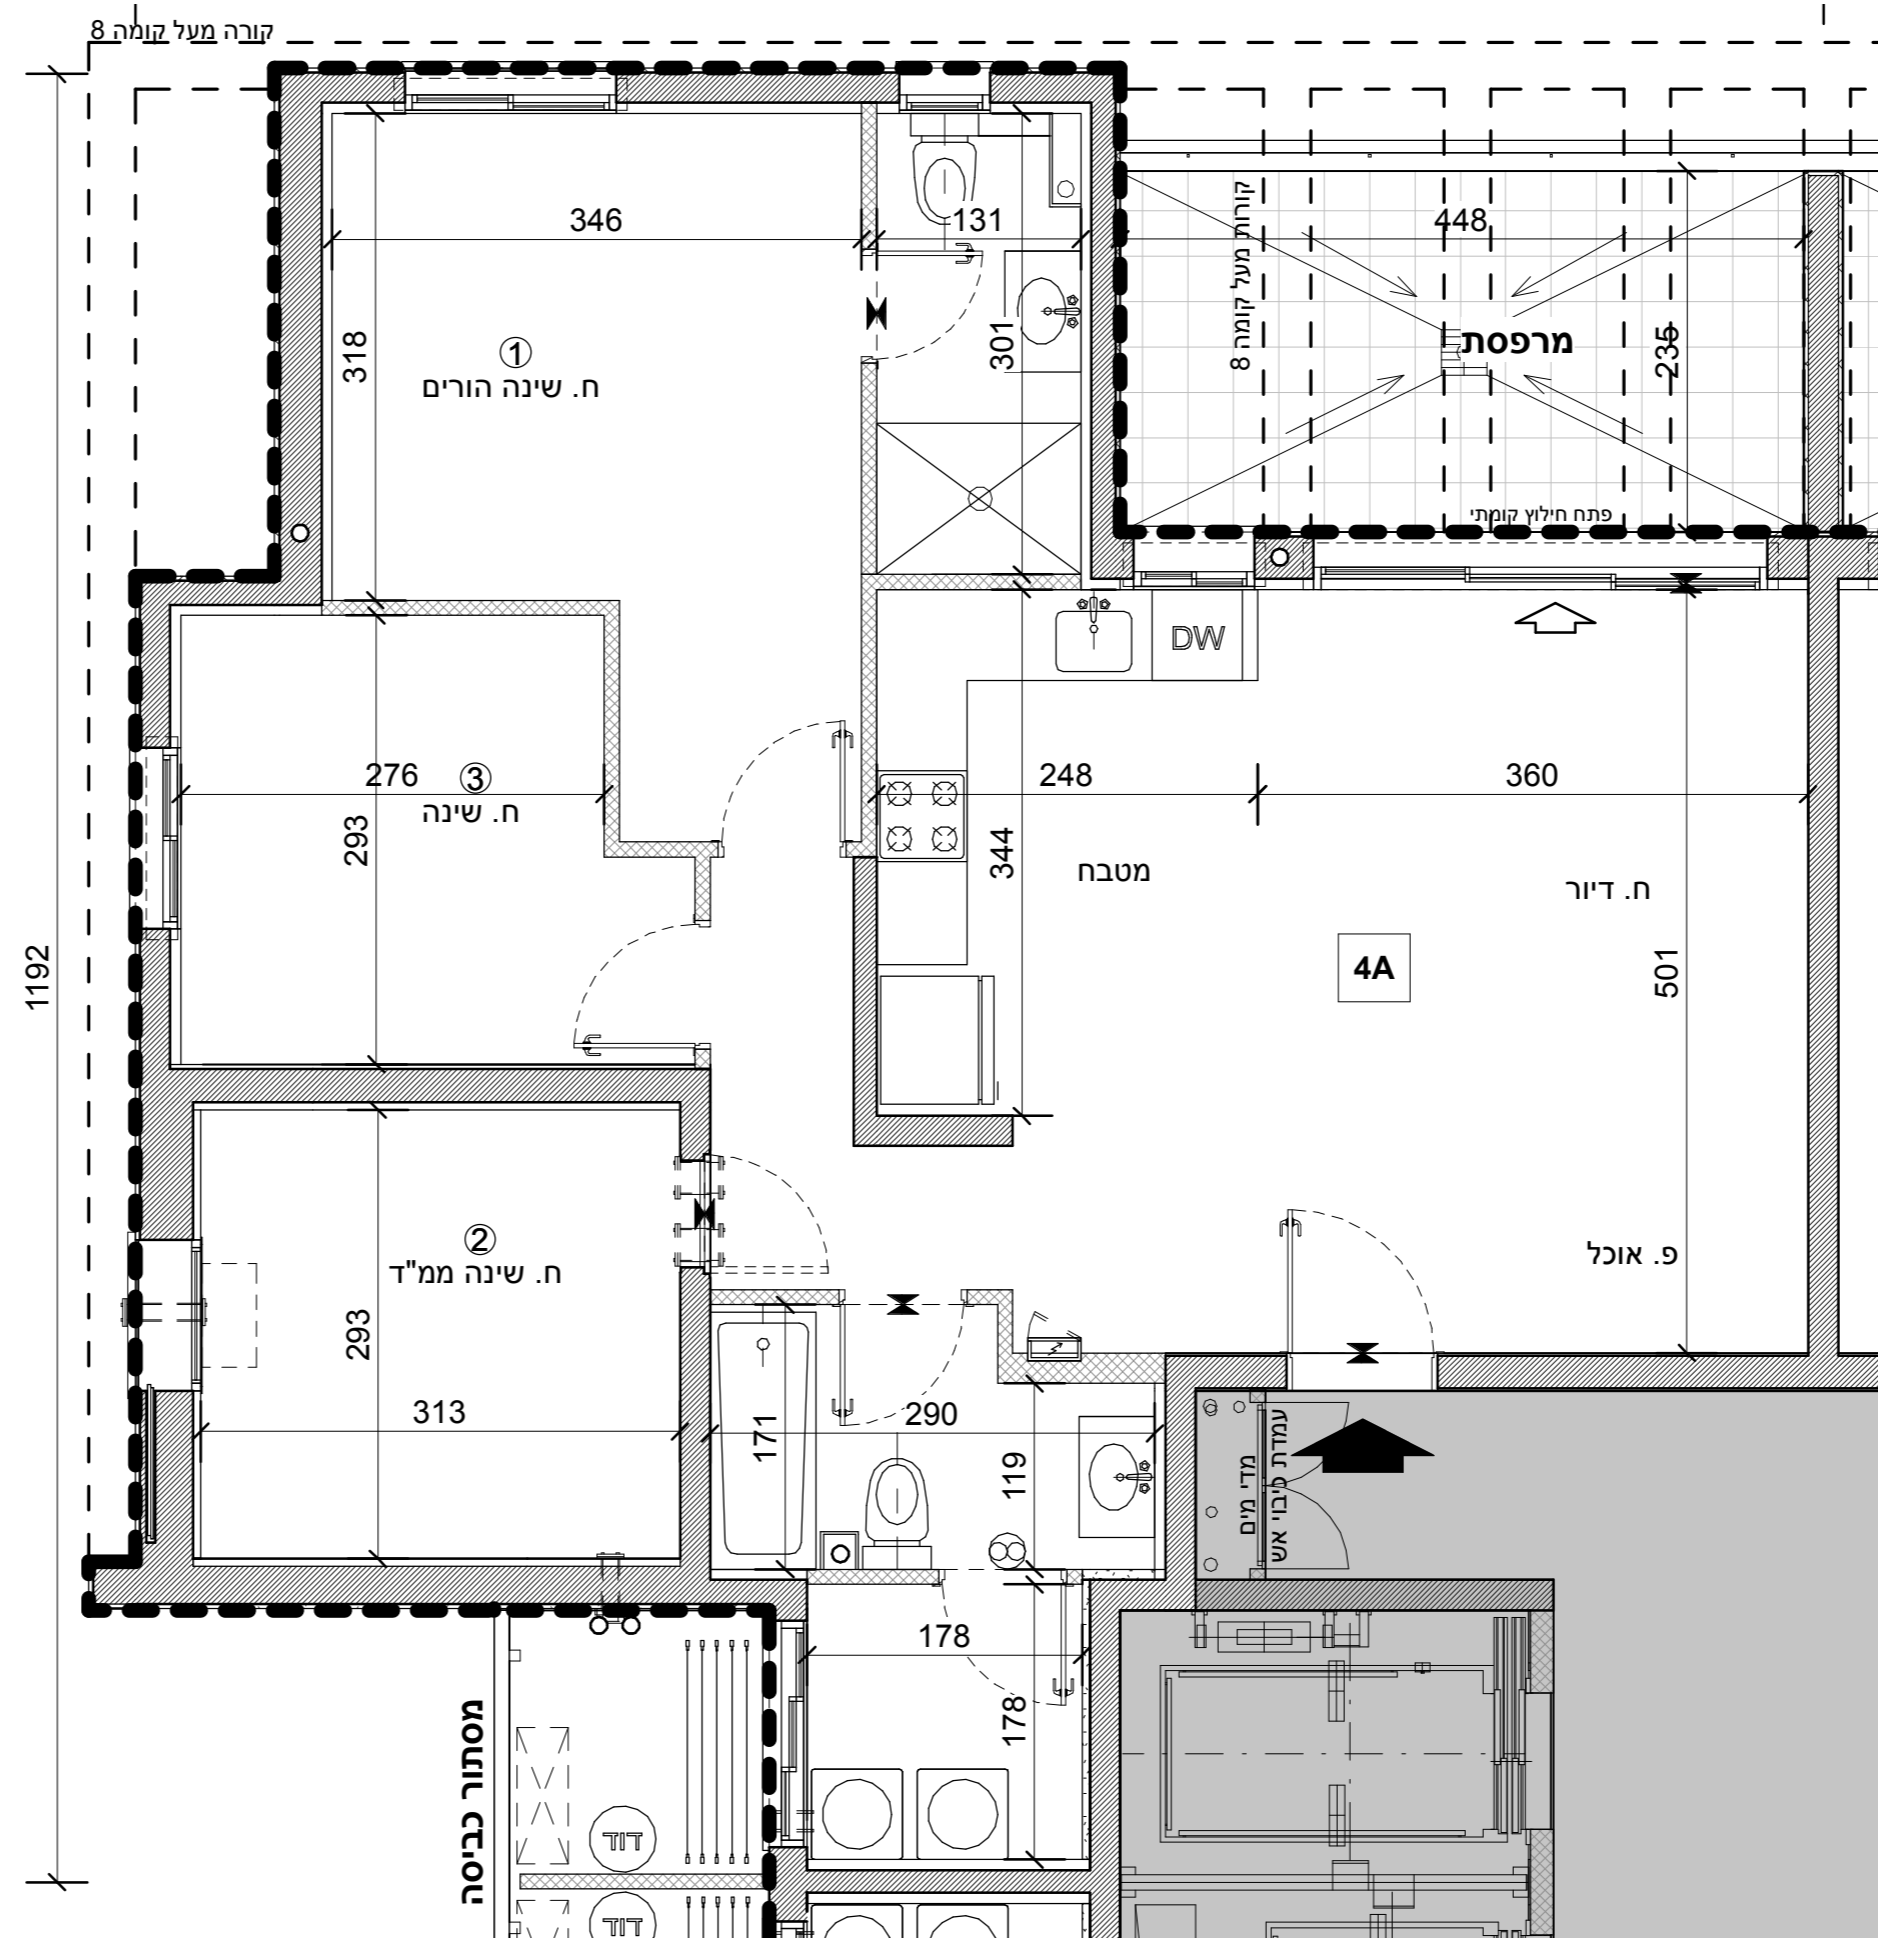 קורה מעל קומה 8
346
131
448
קורות מעל קומה 8
318
301
235
מרפסת
1
ח. שינה הורים
פתח חילוץ קומתי
DW
276
3
ח. שינה
248
360
293
344
מטבח
ח. דיור
4A
501
1192
2
ח. שינה ממ"ד
פ. אוכל
293
313
171
290
119
מדי מים
עמדת כיבוי אש
178
178
מסתור כביסה
דוד
דוד